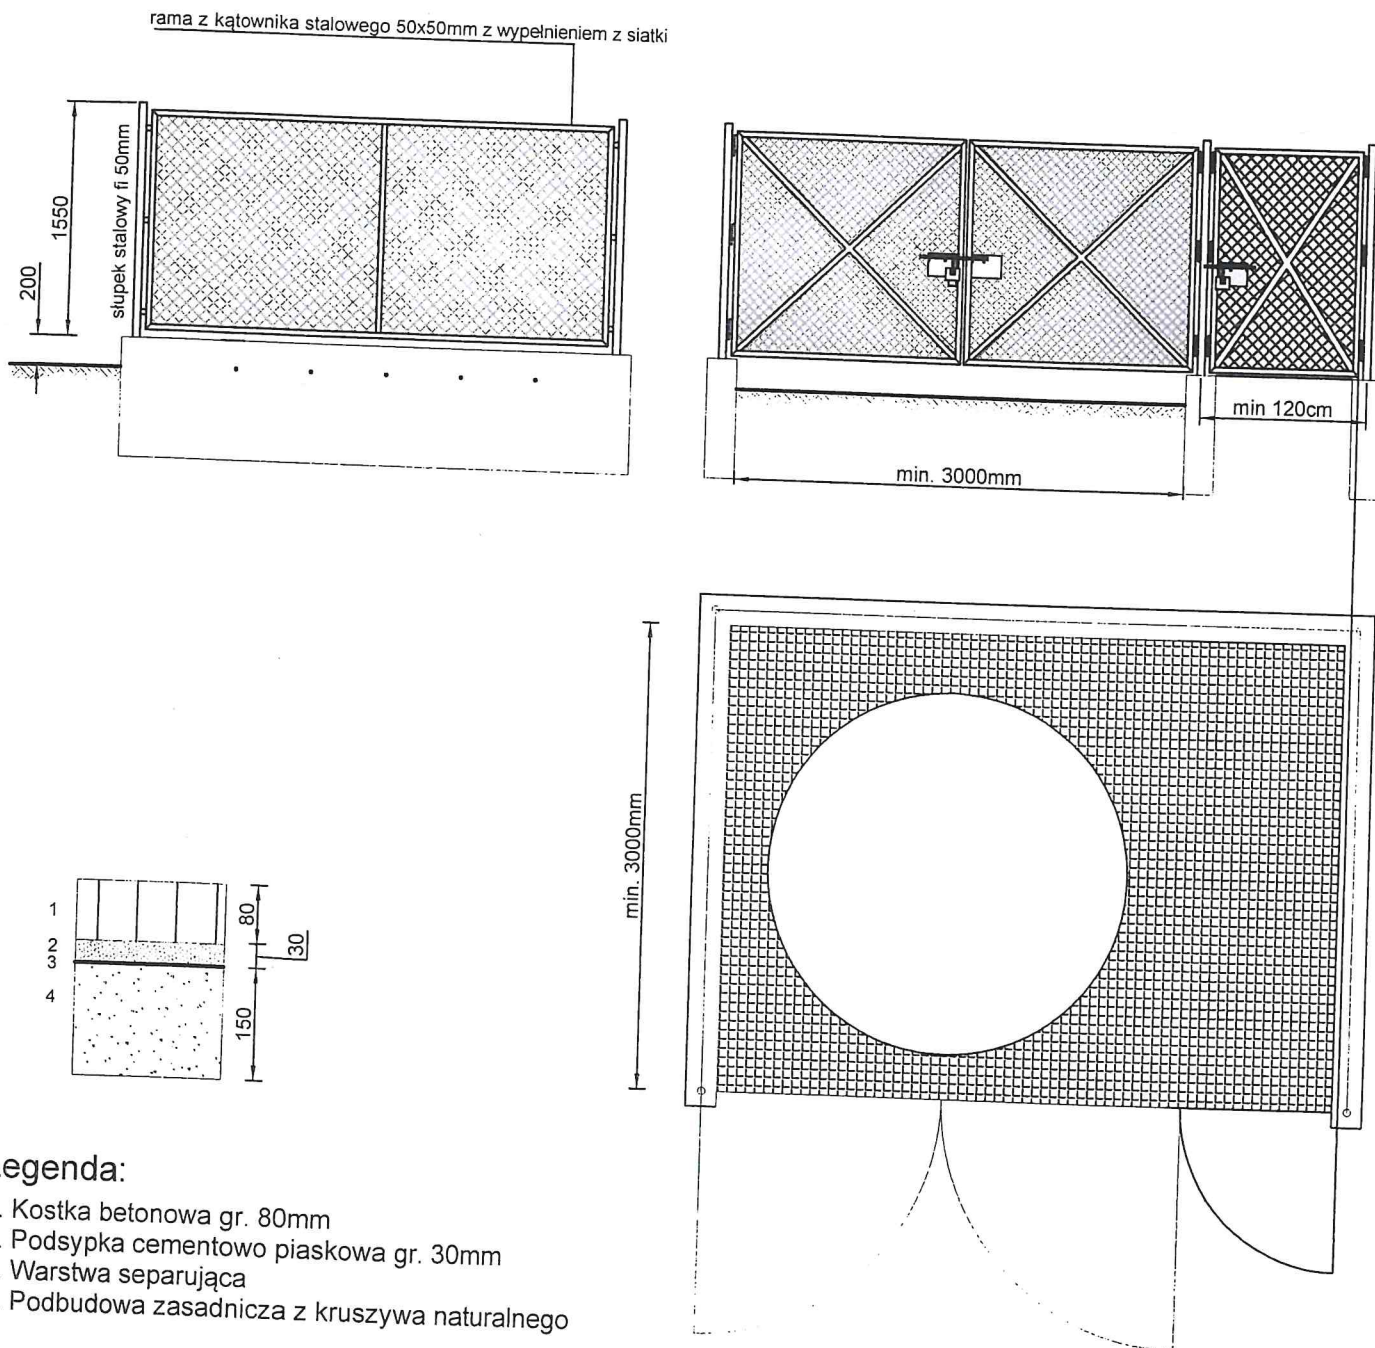 rama z kątownika stalowego 50x50mm z wypełnieniem z siatki
1550
200
słupek stalowy fi 50mm
min 120cm
min. 3000mm
min. 3000mm
1
2
3
4
80
30
150
egenda:
. Kostka betonowa gr. 80mm
. Podsypka cementowo piaskowa gr. 30mm
Warstwa separująca
Podbudowa zasadnicza z kruszywa naturalnego